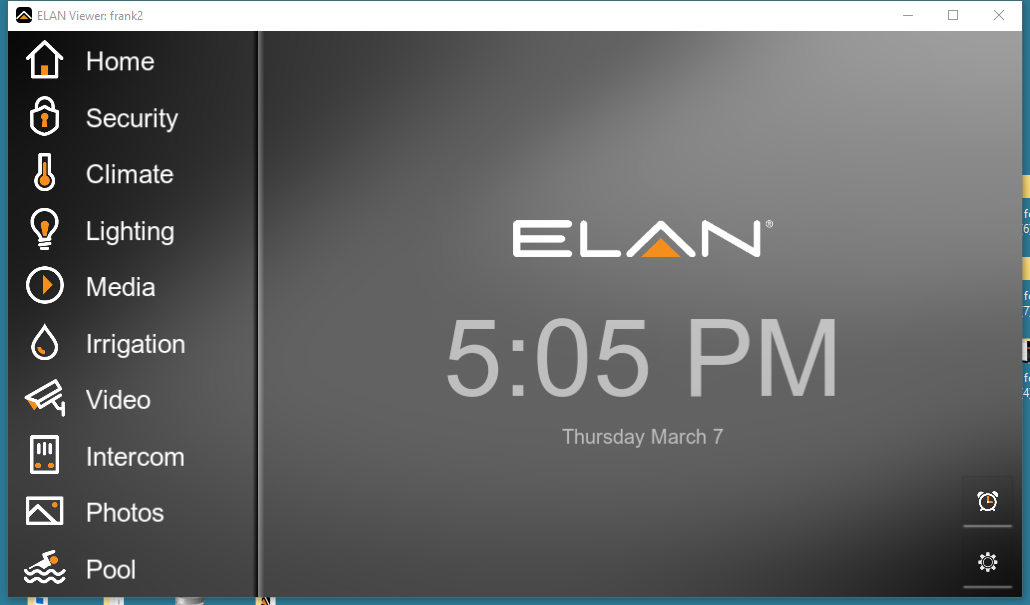 ELAN Viewer: frank2
Home
Security
Climate
Lighting
Media
Irrigation
Video
Intercom
Photos
Pool
ELAN®
5:05 PM
Thursday March 7